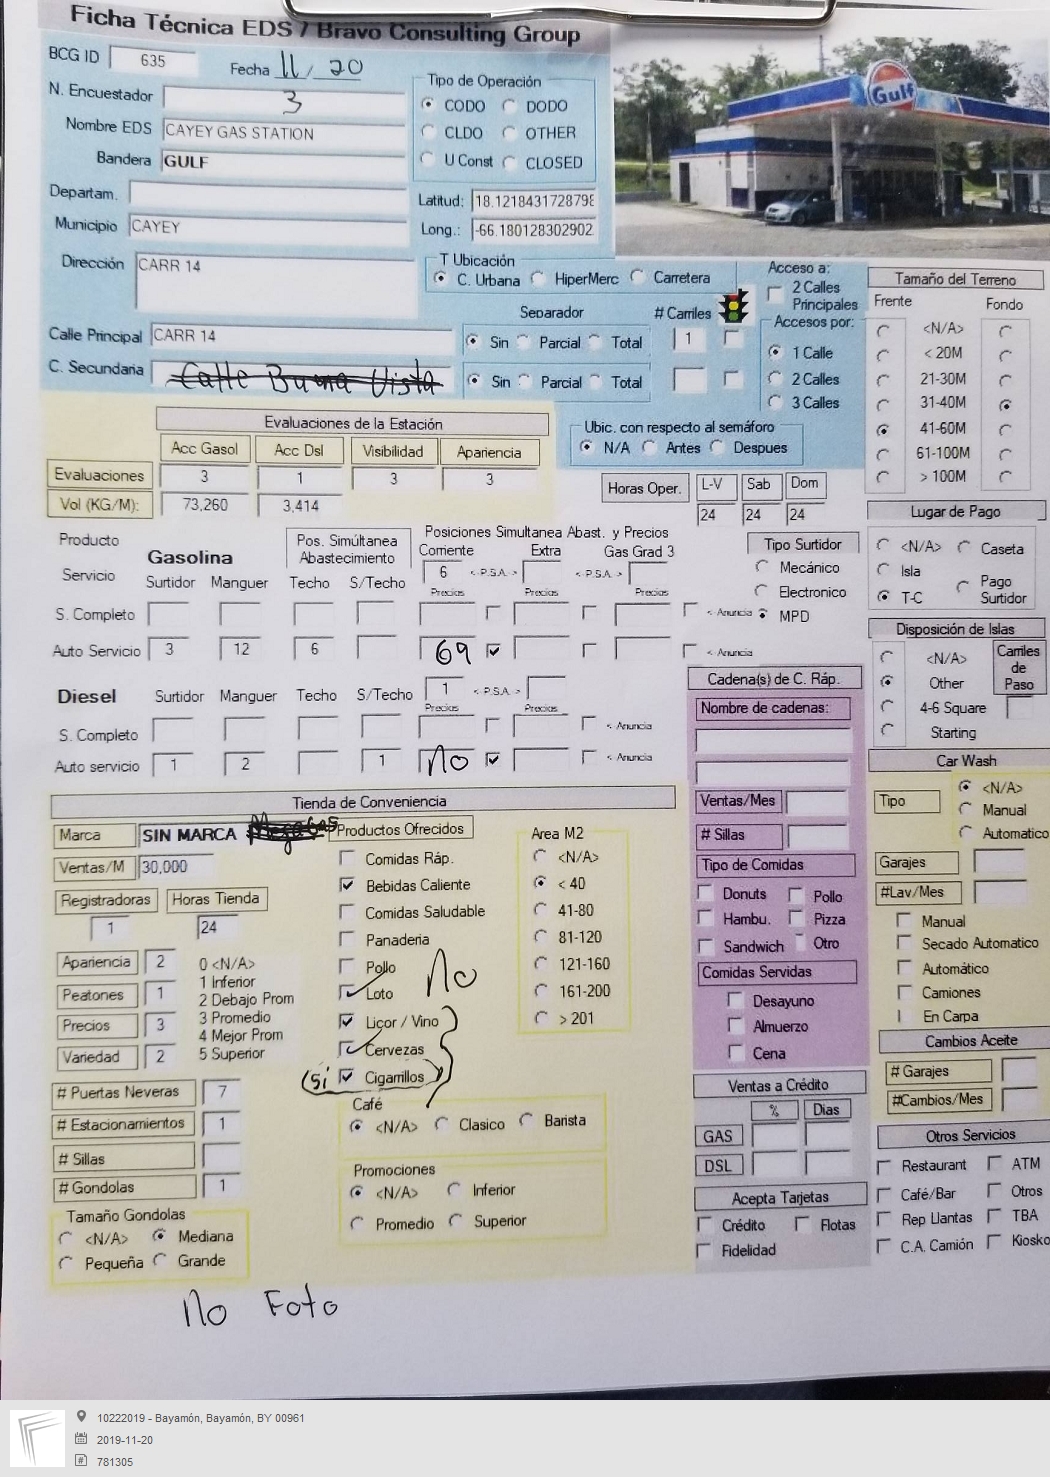 Ficha Técnica EDS / Bravo Consulting Group
BCG ID 635 Fecha 11/20
N. Encuestador 3
Nombre EDS CAYEY GAS STATION
Bandera GULF
Departam.
Municipio CAYEY
Dirección CARR 14
Calle Principal CARR 14
C. Secundaria Calle Buena Vista
Tipo de Operación
CODO DODO
CLDO OTHER
U Const CLOSED
Latitud: 18.1218431728798
Long.: -66.180128302902
Gulf
T Ubicación
C. Urbana HiperMerc Carretera
Separador # Carriles
Sin Parcial Total 1
Sin Parcial Total
Acceso a:
2 Calles
Principales
Accesos por:
1 Calle
2 Calles
3 Calles
Ubic. con respecto al semáforo
N/A Antes Despues
Tamaño del Terreno
Frente Fondo
<N/A>
< 20M
21-30M
31-40M
41-60M
61-100M
> 100M
Evaluaciones de la Estación
Acc Gasol Acc Dsl Visibilidad Apariencia
Evaluaciones 3 1 3 3
Vol (KG/M): 73,260 3,414
Horas Oper. L-V Sab Dom
24 24 24
Lugar de Pago
<N/A> Caseta
Isla
T-C Pago
Surtidor
Producto Gasolina
Servicio Surtidor Manguer
Pos. Simúltanea
Abastecimiento
Techo S/Techo
Posiciones Simultanea Abast. y Precios
Corriente Extra Gas Grad 3
6 < P.S.A. > < P.S.A. >
Precios Precios Precios
S. Completo < Anuncia
Auto Servicio 3 12 6 69 < Anuncia
Tipo Surtidor
Mecánico
Electronico
MPD
Disposición de Islas
<N/A>
Other
4-6 Square
Starting
Carriles
de
Paso
Diesel Surtidor Manguer Techo S/Techo 1 < P.S.A. >
Precios Precios
S. Completo < Anuncia
Auto servicio 1 2 1 no < Anuncia
Cadena(s) de C. Ráp.
Nombre de cadenas:
Ventas/Mes
# Sillas
Tipo de Comidas
Donuts Pollo
Hambu. Pizza
Sandwich Otro
Comidas Servidas
Desayuno
Almuerzo
Cena
Car Wash
Tipo <N/A>
Manual
Automatico
Garajes
#Lav/Mes
Manual
Secado Automatico
Automático
Camiones
En Carpa
Cambios Aceite
# Garajes
#Cambios/Mes
Tienda de Conveniencia
Marca SIN MARCA
Ventas/M 30,000
Registradoras Horas Tienda
1 24
Apariencia 2
Peatones 1
Precios 3
Variedad 2
0 <N/A>
1 Inferior
2 Debajo Prom
3 Promedio
4 Mejor Prom
5 Superior
# Puertas Neveras 7
# Estacionamientos 1
# Sillas
# Gondolas 1
Tamaño Gondolas
<N/A> Mediana
Pequeña Grande
Productos Ofrecidos
Comidas Ráp.
Bebidas Caliente
Comidas Saludable
Panaderia
Pollo
Loto
no
Licor / Vino
Cervezas
(Si Cigarrillos)
Area M2
<N/A>
< 40
41-80
81-120
121-160
161-200
> 201
Café
<N/A> Clasico Barista
Promociones
<N/A> Inferior
Promedio Superior
Ventas a Crédito
% Dias
GAS
DSL
Acepta Tarjetas
Crédito Flotas
Fidelidad
Otros Servicios
Restaurant ATM
Café/Bar Otros
Rep Llantas TBA
C.A. Camión Kiosko
No Foto
10222019 - Bayamón, Bayamón, BY 00961
2019-11-20
781305